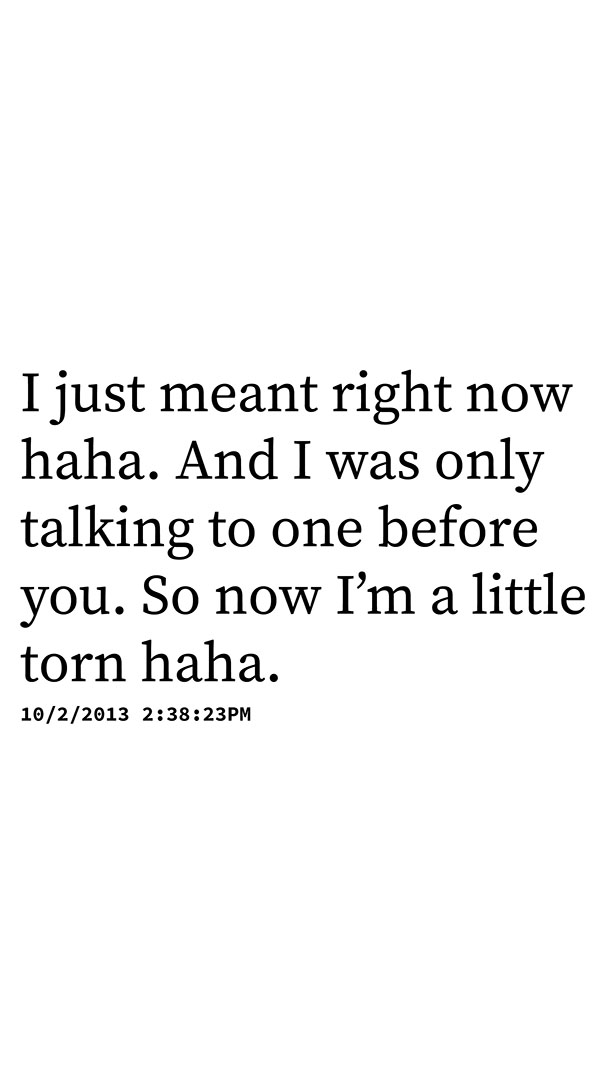 I just meant right now
haha. And I was only
talking to one before
you. So now I’m a little
torn haha.
10/2/2013 2:38:23PM